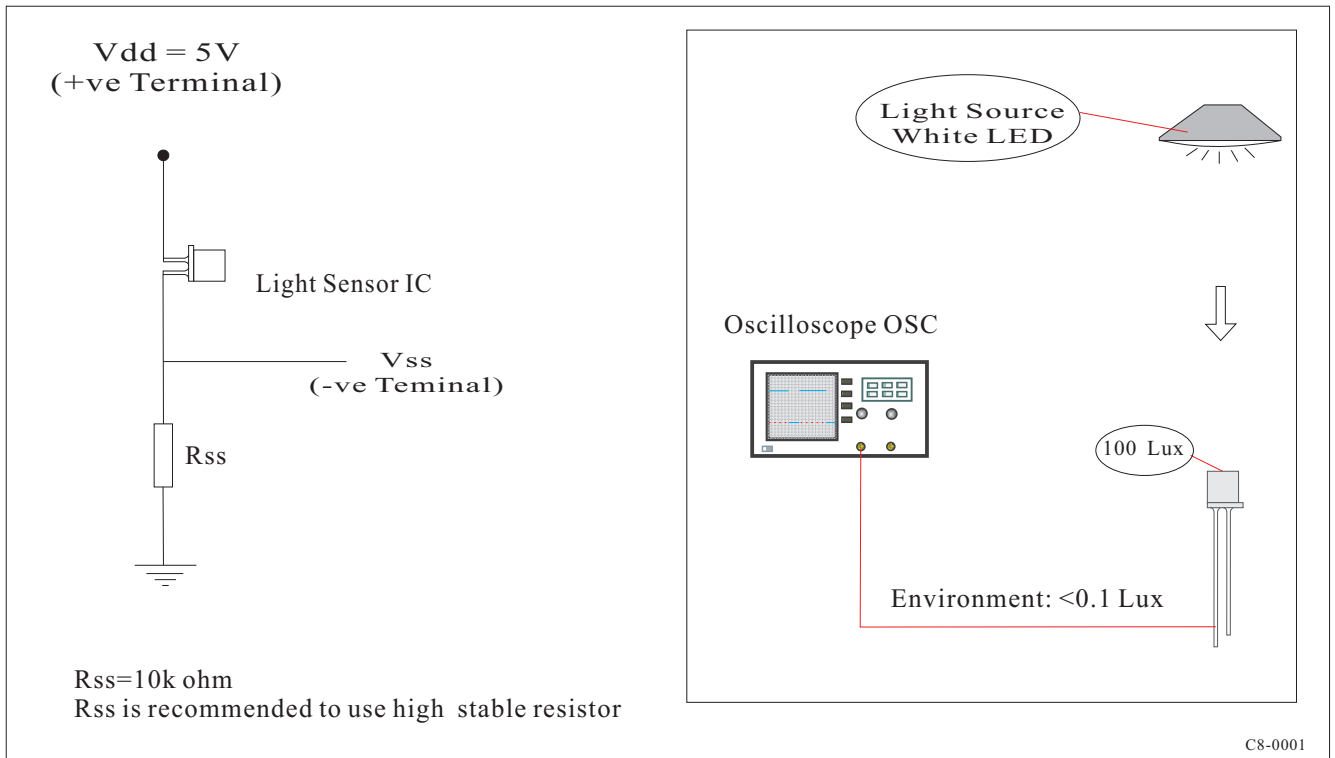 Vdd = 5V
(+ve Terminal)
Light Sensor IC
Vss
(-ve Teminal)
Rss
Rss=10k ohm
Rss is recommended to use high stable resistor
Light Source
White LED
Oscilloscope OSC
100 Lux
Environment: <0.1 Lux
C8-0001